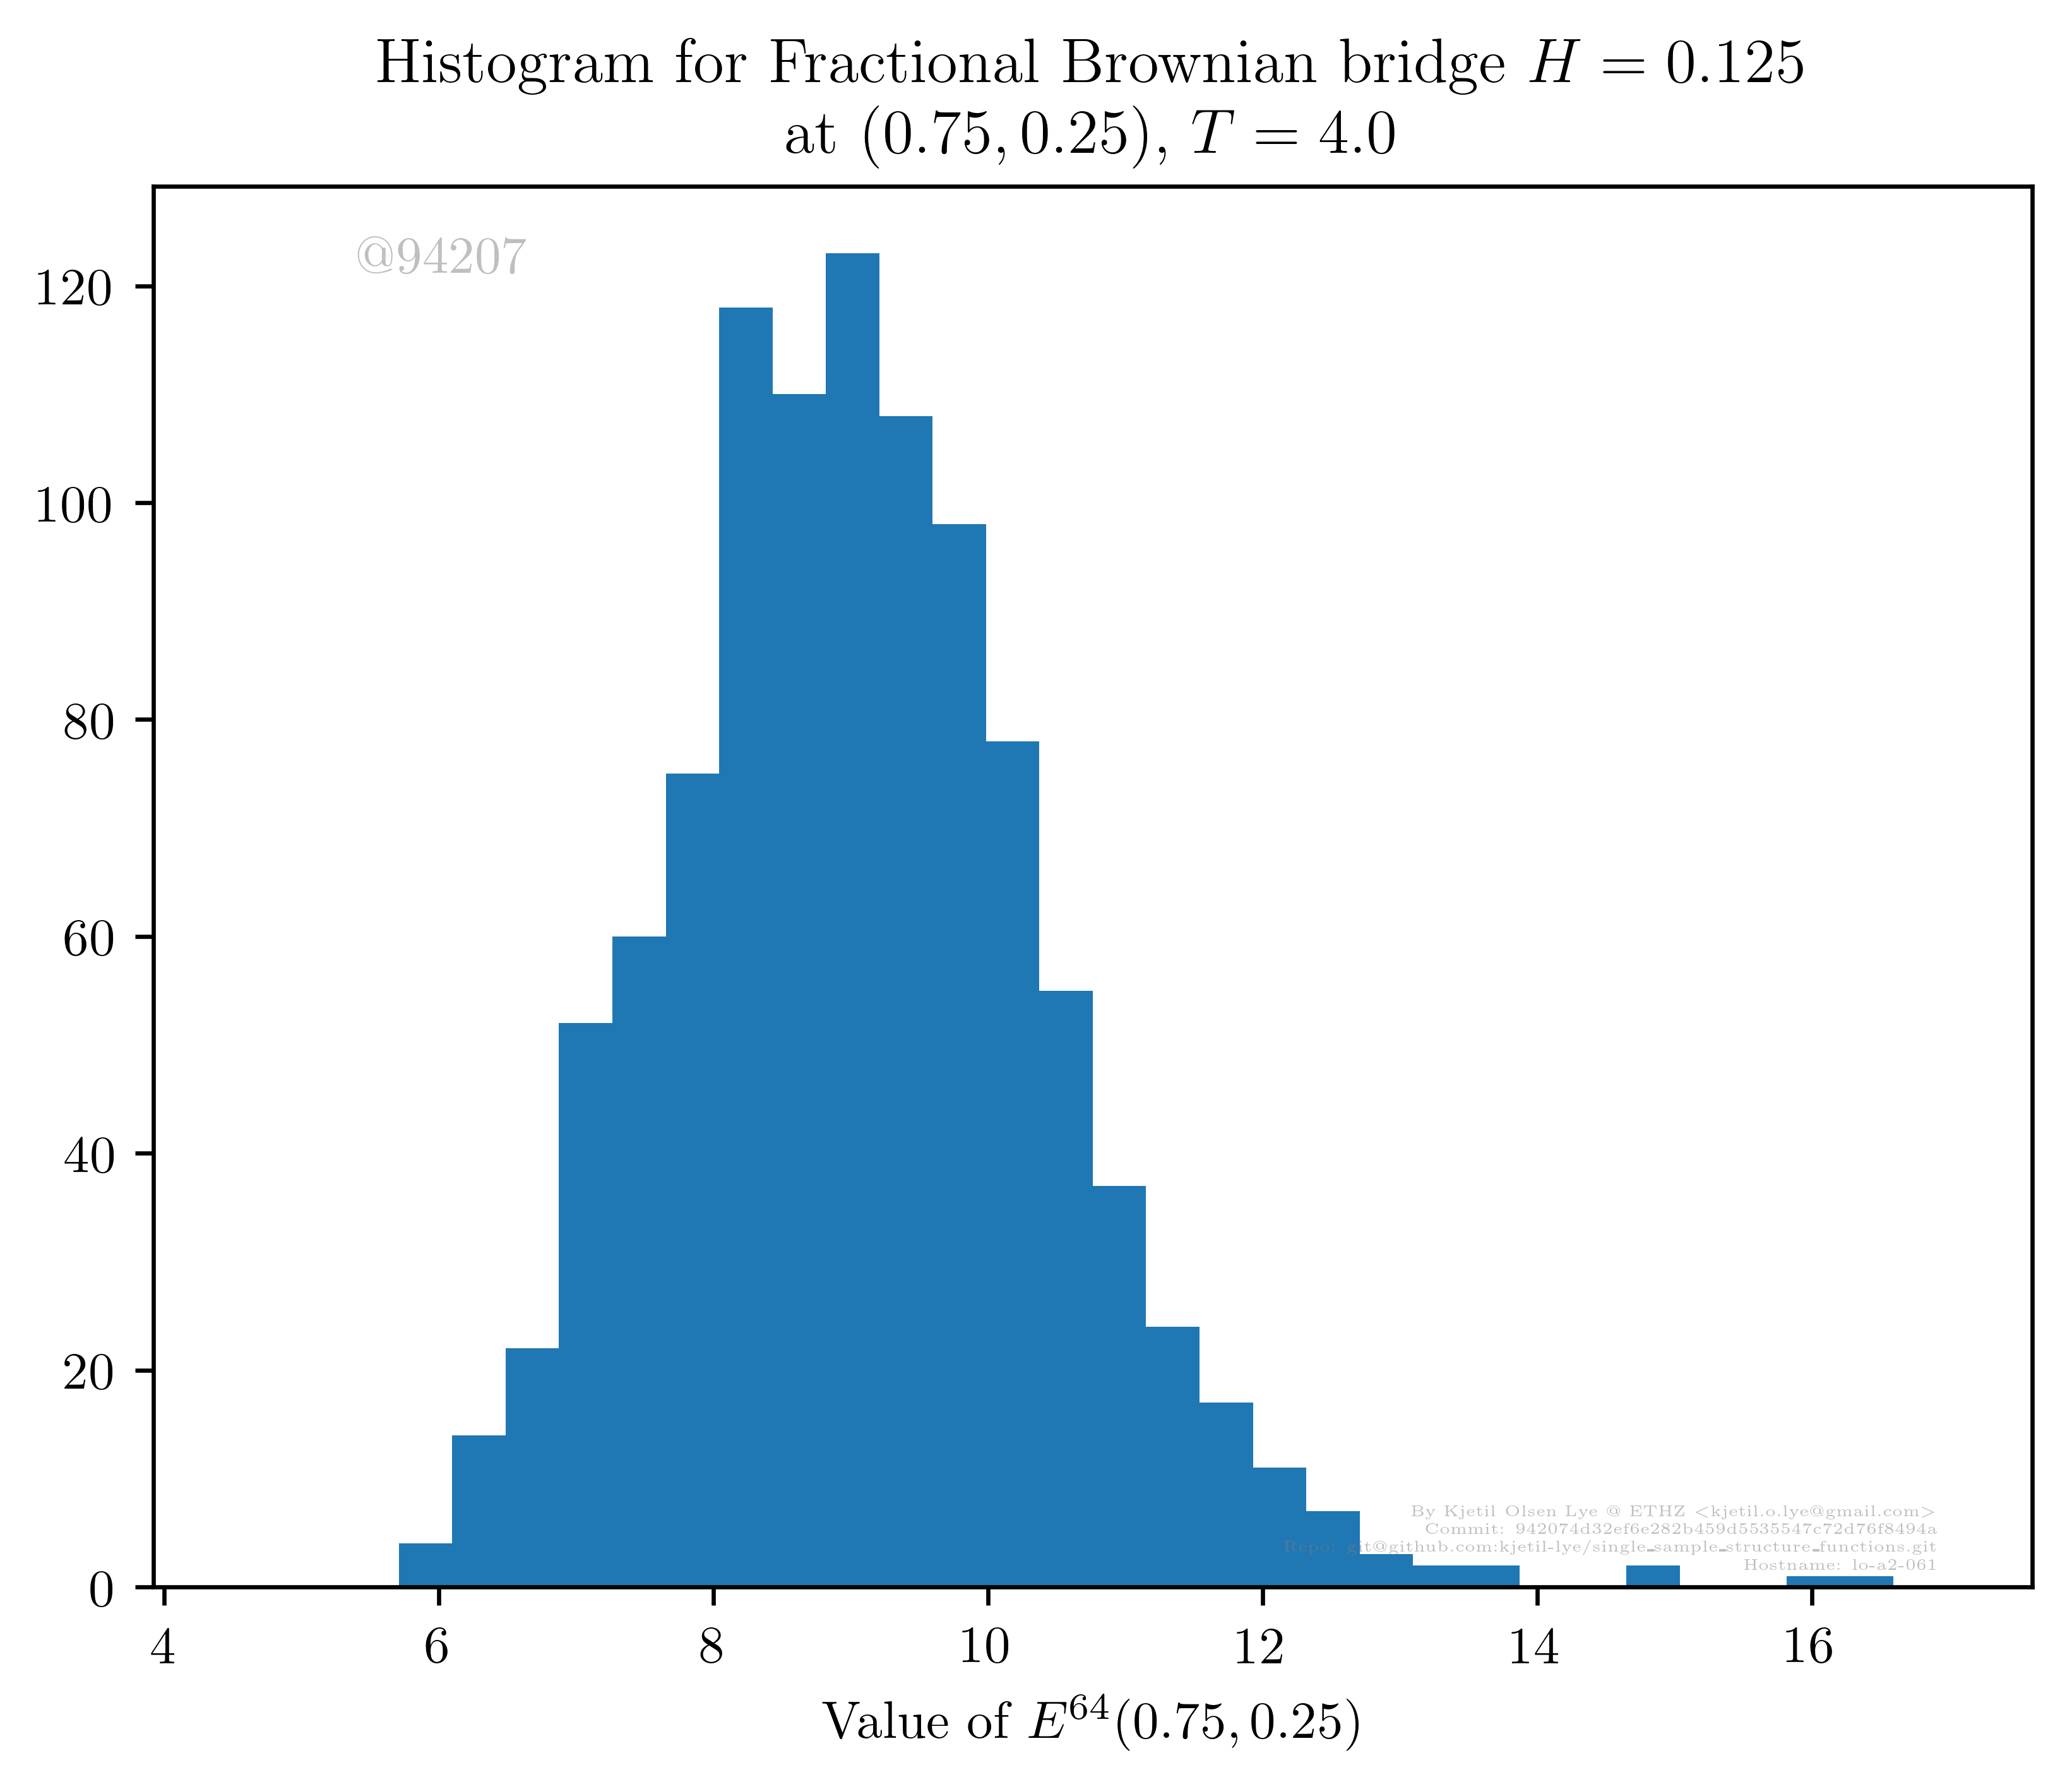 Histogram for Fractional Brownian bridge H = 0.125
at (0.75, 0.25), T = 4.0
@94207
120
100
80
60
40
20
0
By Kjetil Olsen Lye @ ETHZ <kjetil.o.lye@gmail.com>
Commit: 942074d32ef6e282b459d5535547c72d76f8494a
Repo: git@github.com:kjetil-lye/single_sample_structure_functions.git
Hostname: lo-a2-061
4 6 8 10 12 14 16
Value of E^64(0.75, 0.25)